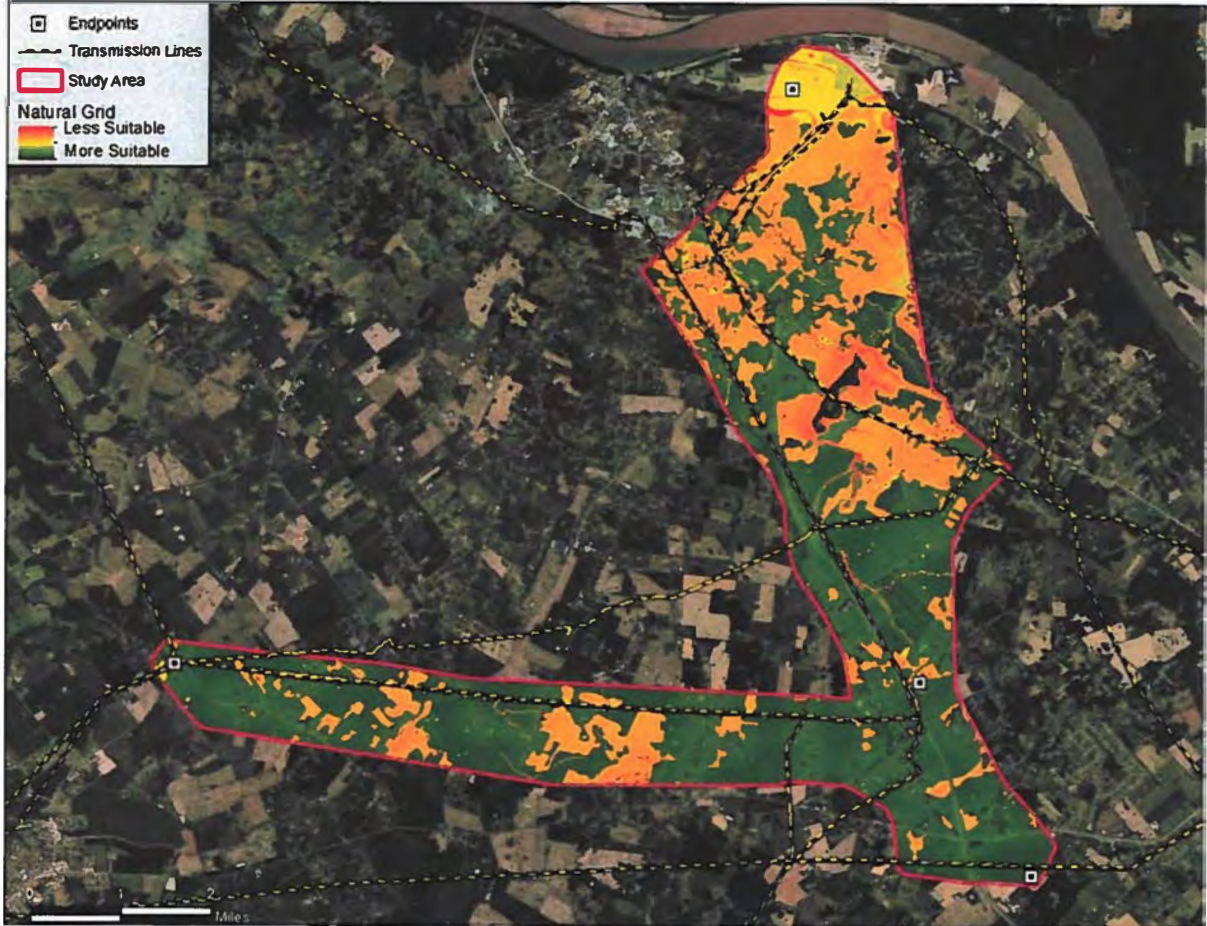 Endpoints
Transmission Lines
Study Area
Natural Grid
Less Suitable
More Suitable
0 1 2
Miles